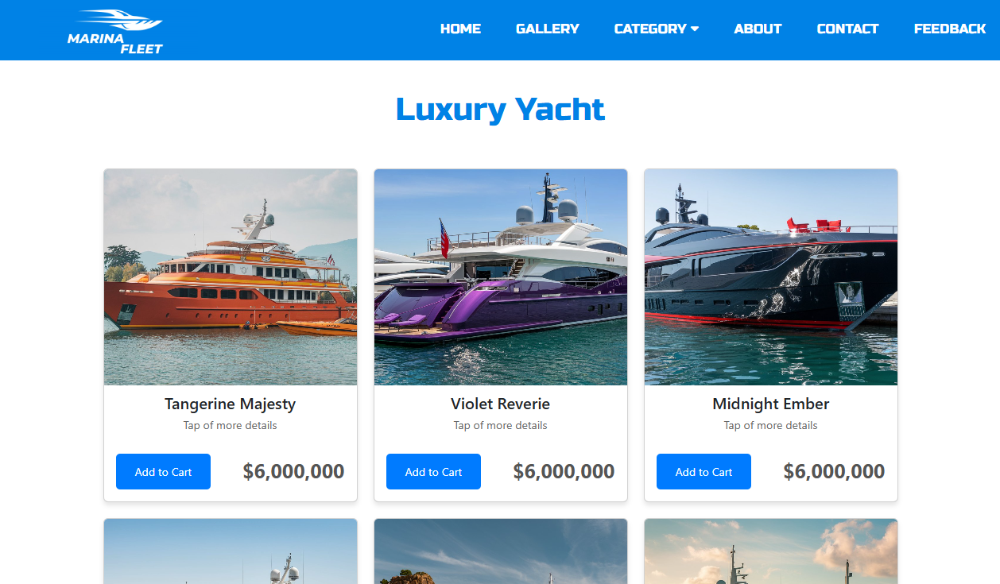 MARINA
FLEET
HOME GALLERY CATEGORY ABOUT CONTACT FEEDBACK
Luxury Yacht
Tangerine Majesty
Tap of more details
Add to Cart $6,000,000
Violet Reverie
Tap of more details
Add to Cart $6,000,000
Midnight Ember
Tap of more details
Add to Cart $6,000,000